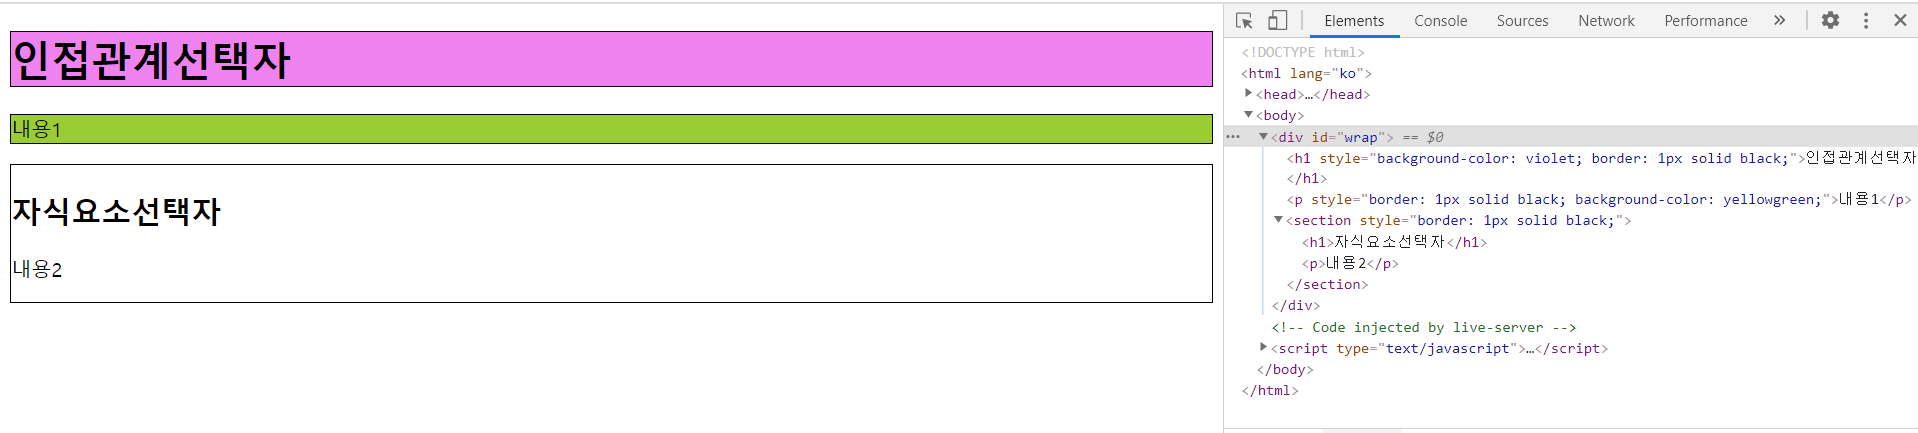 인접관계선택자
내용1
자식요소선택자
내용2
Elements Console Sources Network Performance »
<!DOCTYPE html>
<html lang="ko">
<head>…</head>
<body>
<div id="wrap"> == $0
<h1 style="background-color: violet; border: 1px solid black;">인접관계선택자
</h1>
<p style="border: 1px solid black; background-color: yellowgreen;">내용1</p>
<section style="border: 1px solid black;">
<h1>자식요소선택자</h1>
<p>내용2</p>
</section>
</div>
<!-- Code injected by live-server -->
<script type="text/javascript">…</script>
</body>
</html>